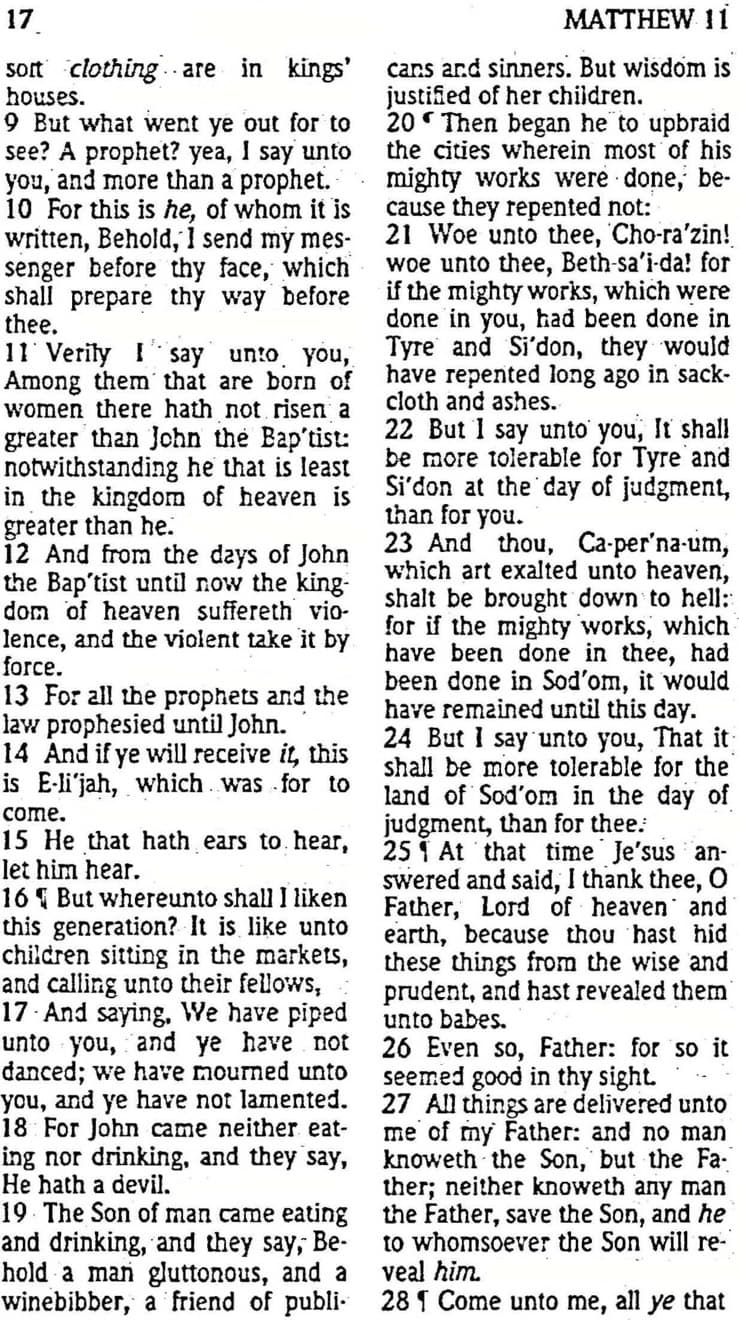 17
MATTHEW 11
sort clothing are in kings'
houses.
9 But what went ye out for to
see? A prophet? yea, I say unto
you, and more than a prophet.
10 For this is he, of whom it is
written, Behold, I send my mes-
senger before thy face, which
shall prepare thy way before
thee.
11 Verily I say unto you,
Among them that are born of
women there hath not risen a
greater than John the Bap'tist:
notwithstanding he that is least
in the kingdom of heaven is
greater than he.
12 And from the days of John
the Bap'tist until now the king-
dom of heaven suffereth vio-
lence, and the violent take it by
force.
13 For all the prophets and the
law prophesied until John.
14 And if ye will receive it, this
is E-li'jah, which was for to
come.
15 He that hath ears to hear,
let him hear.
16 ¶ But whereunto shall I liken
this generation? It is like unto
children sitting in the markets,
and calling unto their fellows,
17 And saying, We have piped
unto you, and ye have not
danced; we have mourned unto
you, and ye have not lamented.
18 For John came neither eat-
ing nor drinking, and they say,
He hath a devil.
19 The Son of man came eating
and drinking, and they say, Be-
hold a man gluttonous, and a
winebibber, a friend of publi-
cans and sinners. But wisdom is
justified of her children.
20 ¶ Then began he to upbraid
the cities wherein most of his
mighty works were done, be-
cause they repented not:
21 Woe unto thee, Cho-ra'zin!
woe unto thee, Beth-sa'i-da! for
if the mighty works, which were
done in you, had been done in
Tyre and Si'don, they would
have repented long ago in sack-
cloth and ashes.
22 But I say unto you, It shall
be more tolerable for Tyre and
Si'don at the day of judgment,
than for you.
23 And thou, Ca-per'na-um,
which art exalted unto heaven,
shalt be brought down to hell:
for if the mighty works, which
have been done in thee, had
been done in Sod'om, it would
have remained until this day.
24 But I say unto you, That it
shall be more tolerable for the
land of Sod'om in the day of
judgment, than for thee.
25 ¶ At that time Je'sus an-
swered and said, I thank thee, O
Father, Lord of heaven and
earth, because thou hast hid
these things from the wise and
prudent, and hast revealed them
unto babes.
26 Even so, Father: for so it
seemed good in thy sight.
27 All things are delivered unto
me of my Father: and no man
knoweth the Son, but the Fa-
ther; neither knoweth any man
the Father, save the Son, and he
to whomsoever the Son will re-
veal him.
28 ¶ Come unto me, all ye that